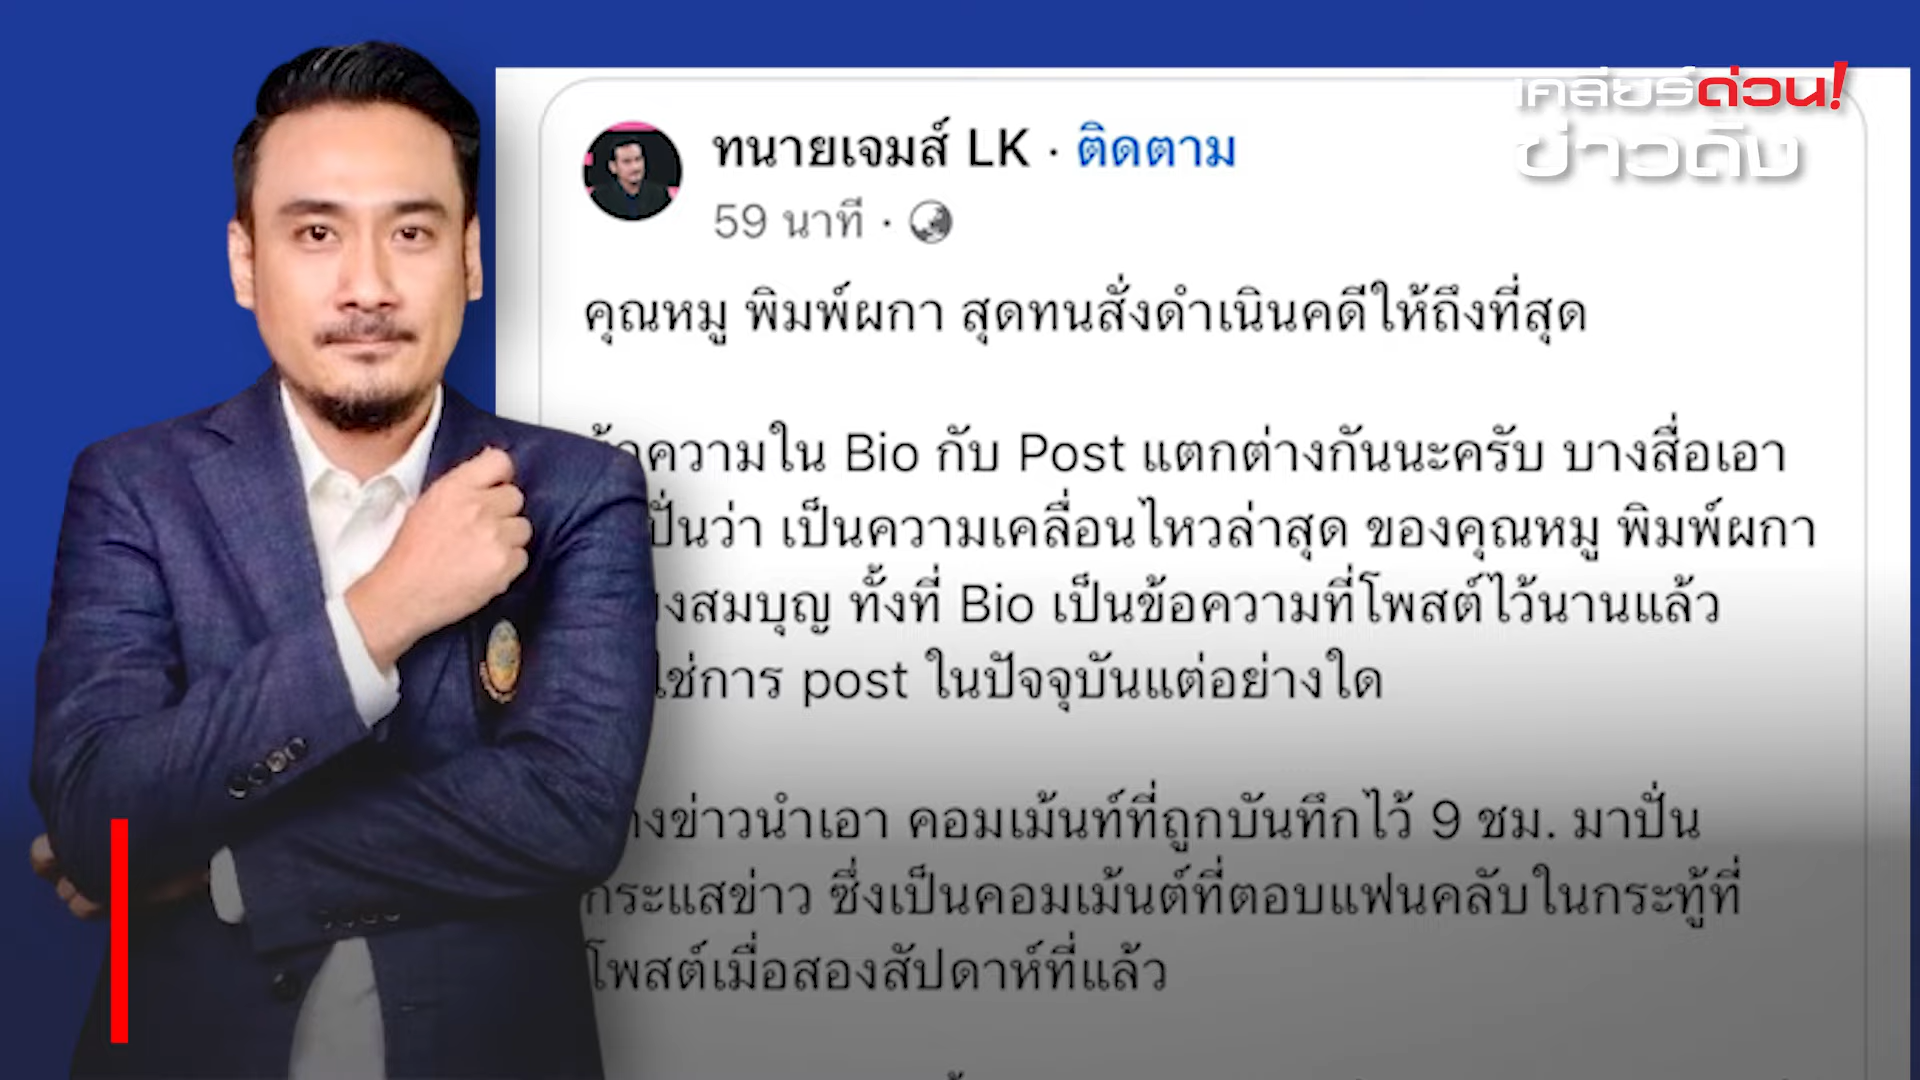 เคลียร์ด่วน!
ข่าวดัง
ทนายเจมส์ LK · ติดตาม
59 นาที ·
คุณหมู พิมพ์ผกา สุดทนสั่งดำเนินคดีให้ถึงที่สุด
ข้อความใน Bio กับ Post แตกต่างกันนะครับ บางสื่อเอา
ปั่นว่า เป็นความเคลื่อนไหวล่าสุด ของคุณหมู พิมพ์ผกา
เสียงสมบุญ ทั้งที่ Bio เป็นข้อความที่โพสต์ไว้นานแล้ว
ไม่ใช่การ post ในปัจจุบันแต่อย่างใด
บางข่าวนำเอา คอมเม้นท์ที่ถูกบันทึกไว้ 9 ชม. มาปั่น
กระแสข่าว ซึ่งเป็นคอมเม้นต์ที่ตอบแฟนคลับในกระทู้ที่
โพสต์เมื่อสองสัปดาห์ที่แล้ว